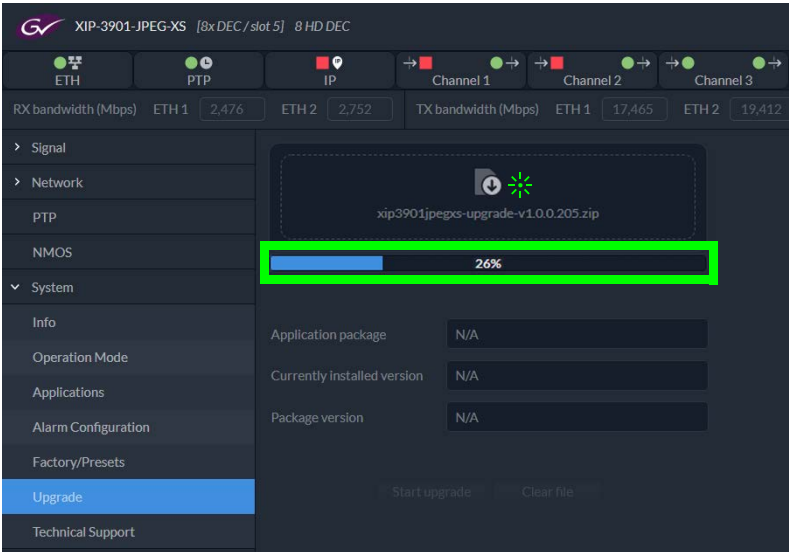 GV XIP-3901-JPEG-XS [8x DEC / slot 5] 8 HD DEC
ETH PTP IP Channel 1 Channel 2 Channel 3
RX bandwidth (Mbps) ETH 1 2,476 ETH 2 2,752 TX bandwidth (Mbps) ETH 1 17,465 ETH 2 19,412
Signal
Network
PTP
NMOS
System
Info
Operation Mode
Applications
Alarm Configuration
Factory/Presets
Upgrade
Technical Support
xip3901jpegxs-upgrade-v1.0.0.205.zip
26%
Application package N/A
Currently installed version N/A
Package version N/A
Start upgrade Clear file